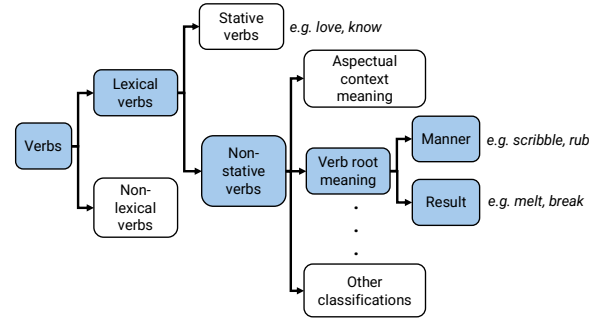 Stative
verbs
e.g. love, know
Lexical
verbs
Aspectual
context
meaning
Verbs
Non-
stative
verbs
Manner
e.g. scribble, rub
Verb root
meaning
Non-
lexical
verbs
Result
e.g. melt, break
.
.
.
Other
classifications